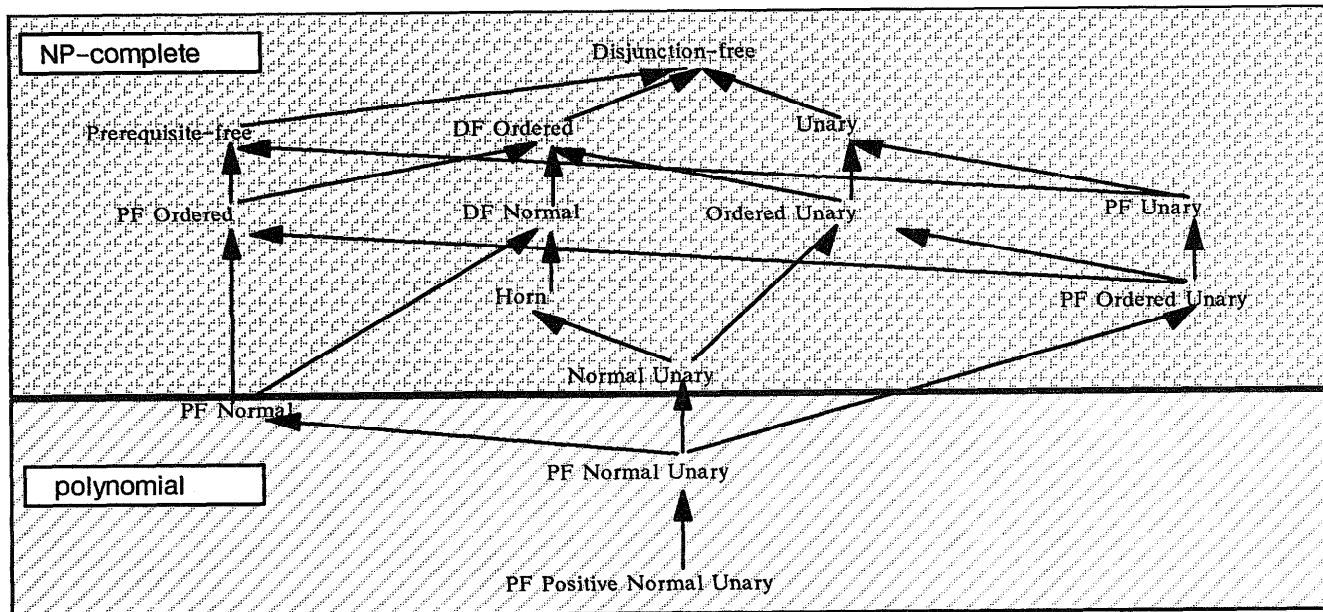 NP-complete
Disjunction-free
Prerequisite-free
DF Ordered
Unary
PF Ordered
DF Normal
Ordered Unary
PF Unary
Horn
PF Ordered Unary
Normal Unary
PF Normal
PF Normal Unary
polynomial
PF Positive Normal Unary